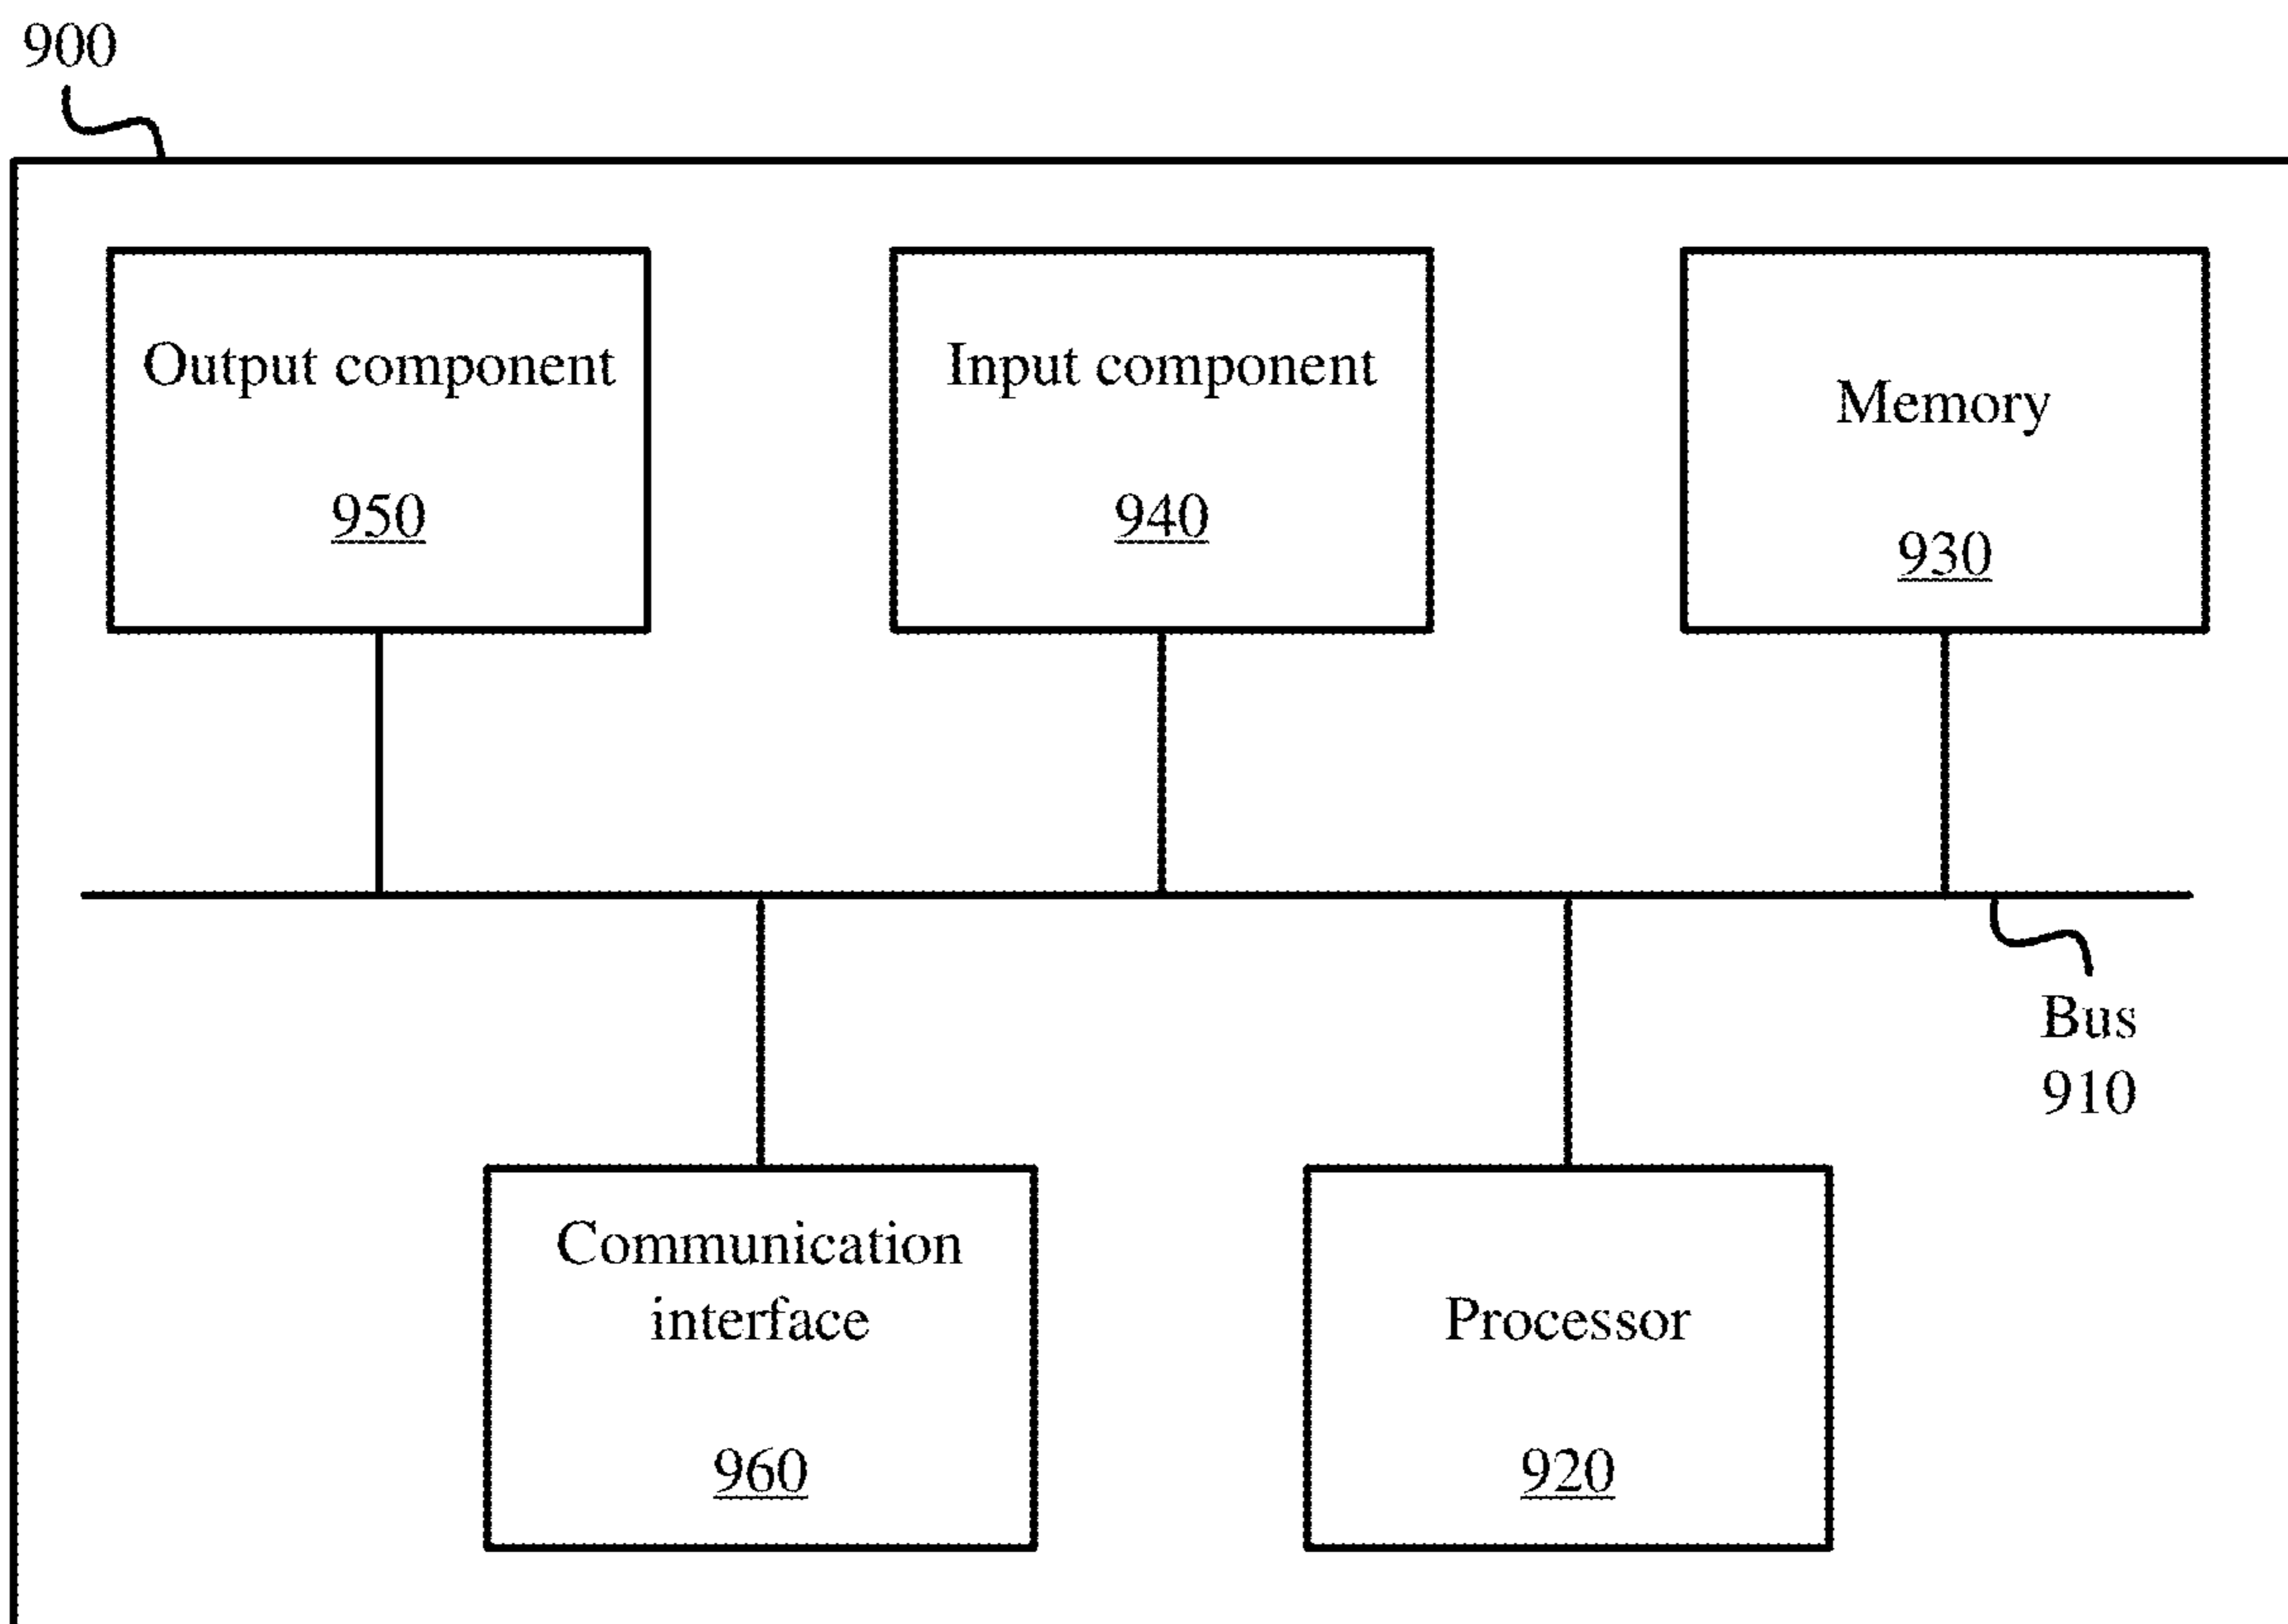 900
Output component
950
Input component
940
Memory
930
Bus
910
Communication
interface
960
Processor
920